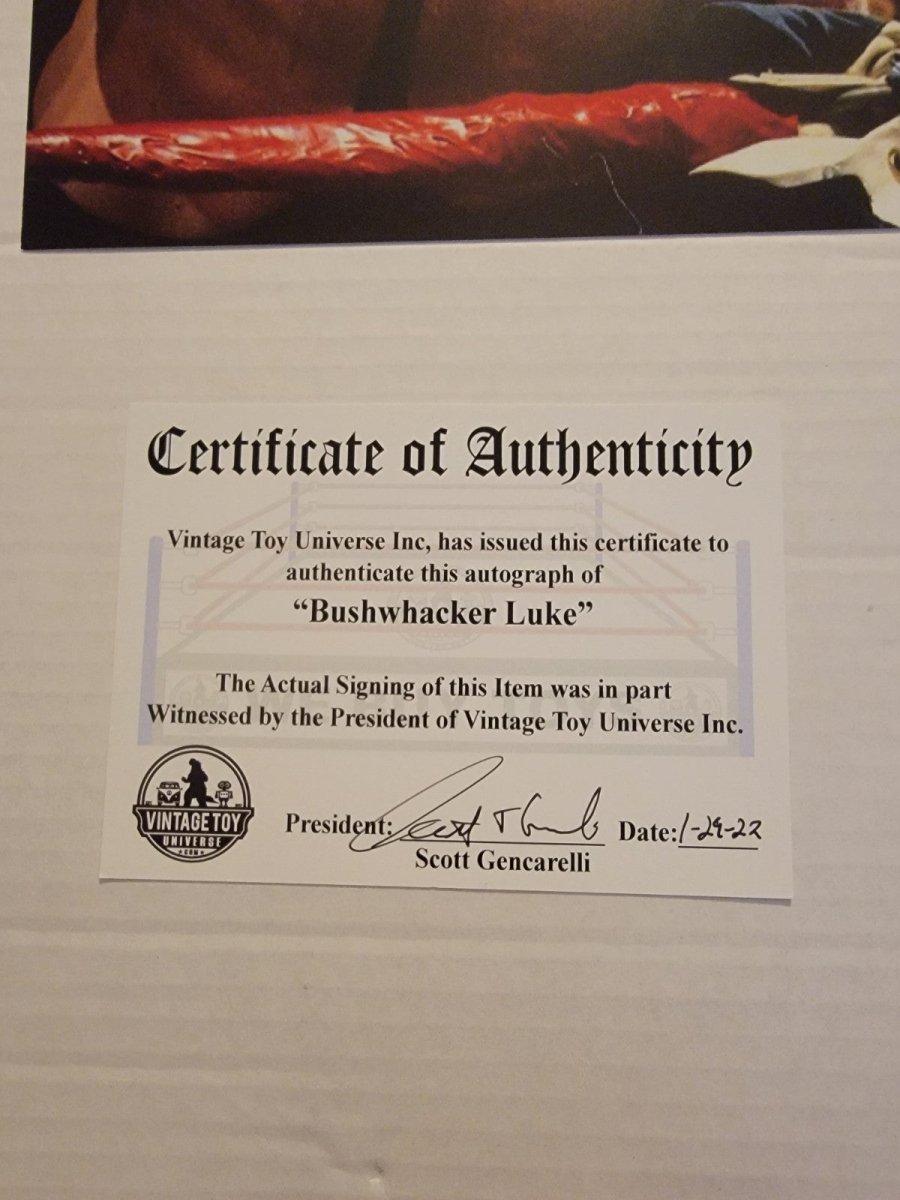 Certificate of Authenticity
Vintage Toy Universe Inc, has issued this certificate to
authenticate this autograph of
“Bushwhacker Luke”
The Actual Signing of this Item was in part
Witnessed by the President of Vintage Toy Universe Inc.
VINTAGE TOY
UNIVERSE
.COM
President:
Date: 1-29-22
Scott Gencarelli